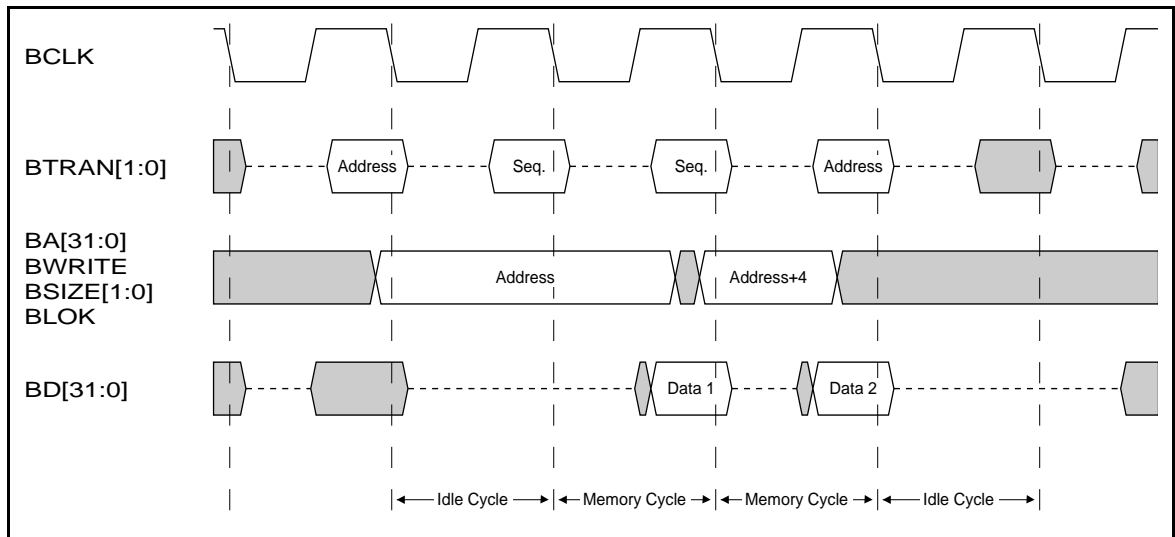 BCLK
BTRAN[1:0]
Address
Seq.
Seq.
Address
BA[31:0]
BWRITE
BSIZE[1:0]
BLOK
Address
Address+4
BD[31:0]
Data 1
Data 2
Idle Cycle
Memory Cycle
Memory Cycle
Idle Cycle